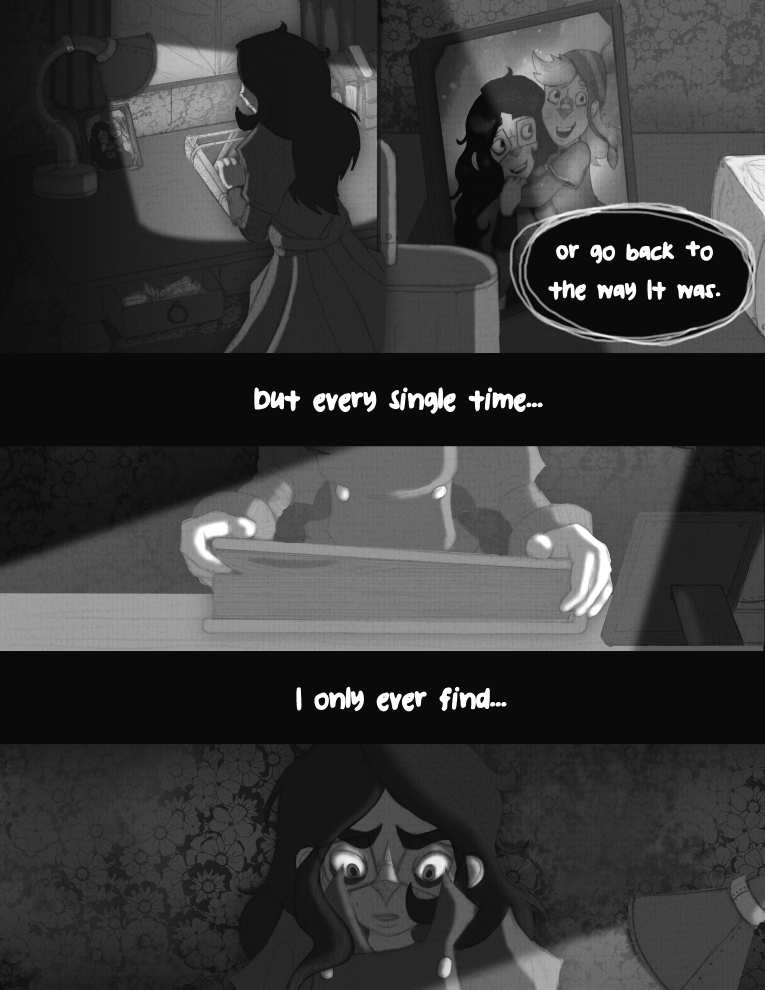 or go back to
the way it was.
but every single time...
I only ever find...